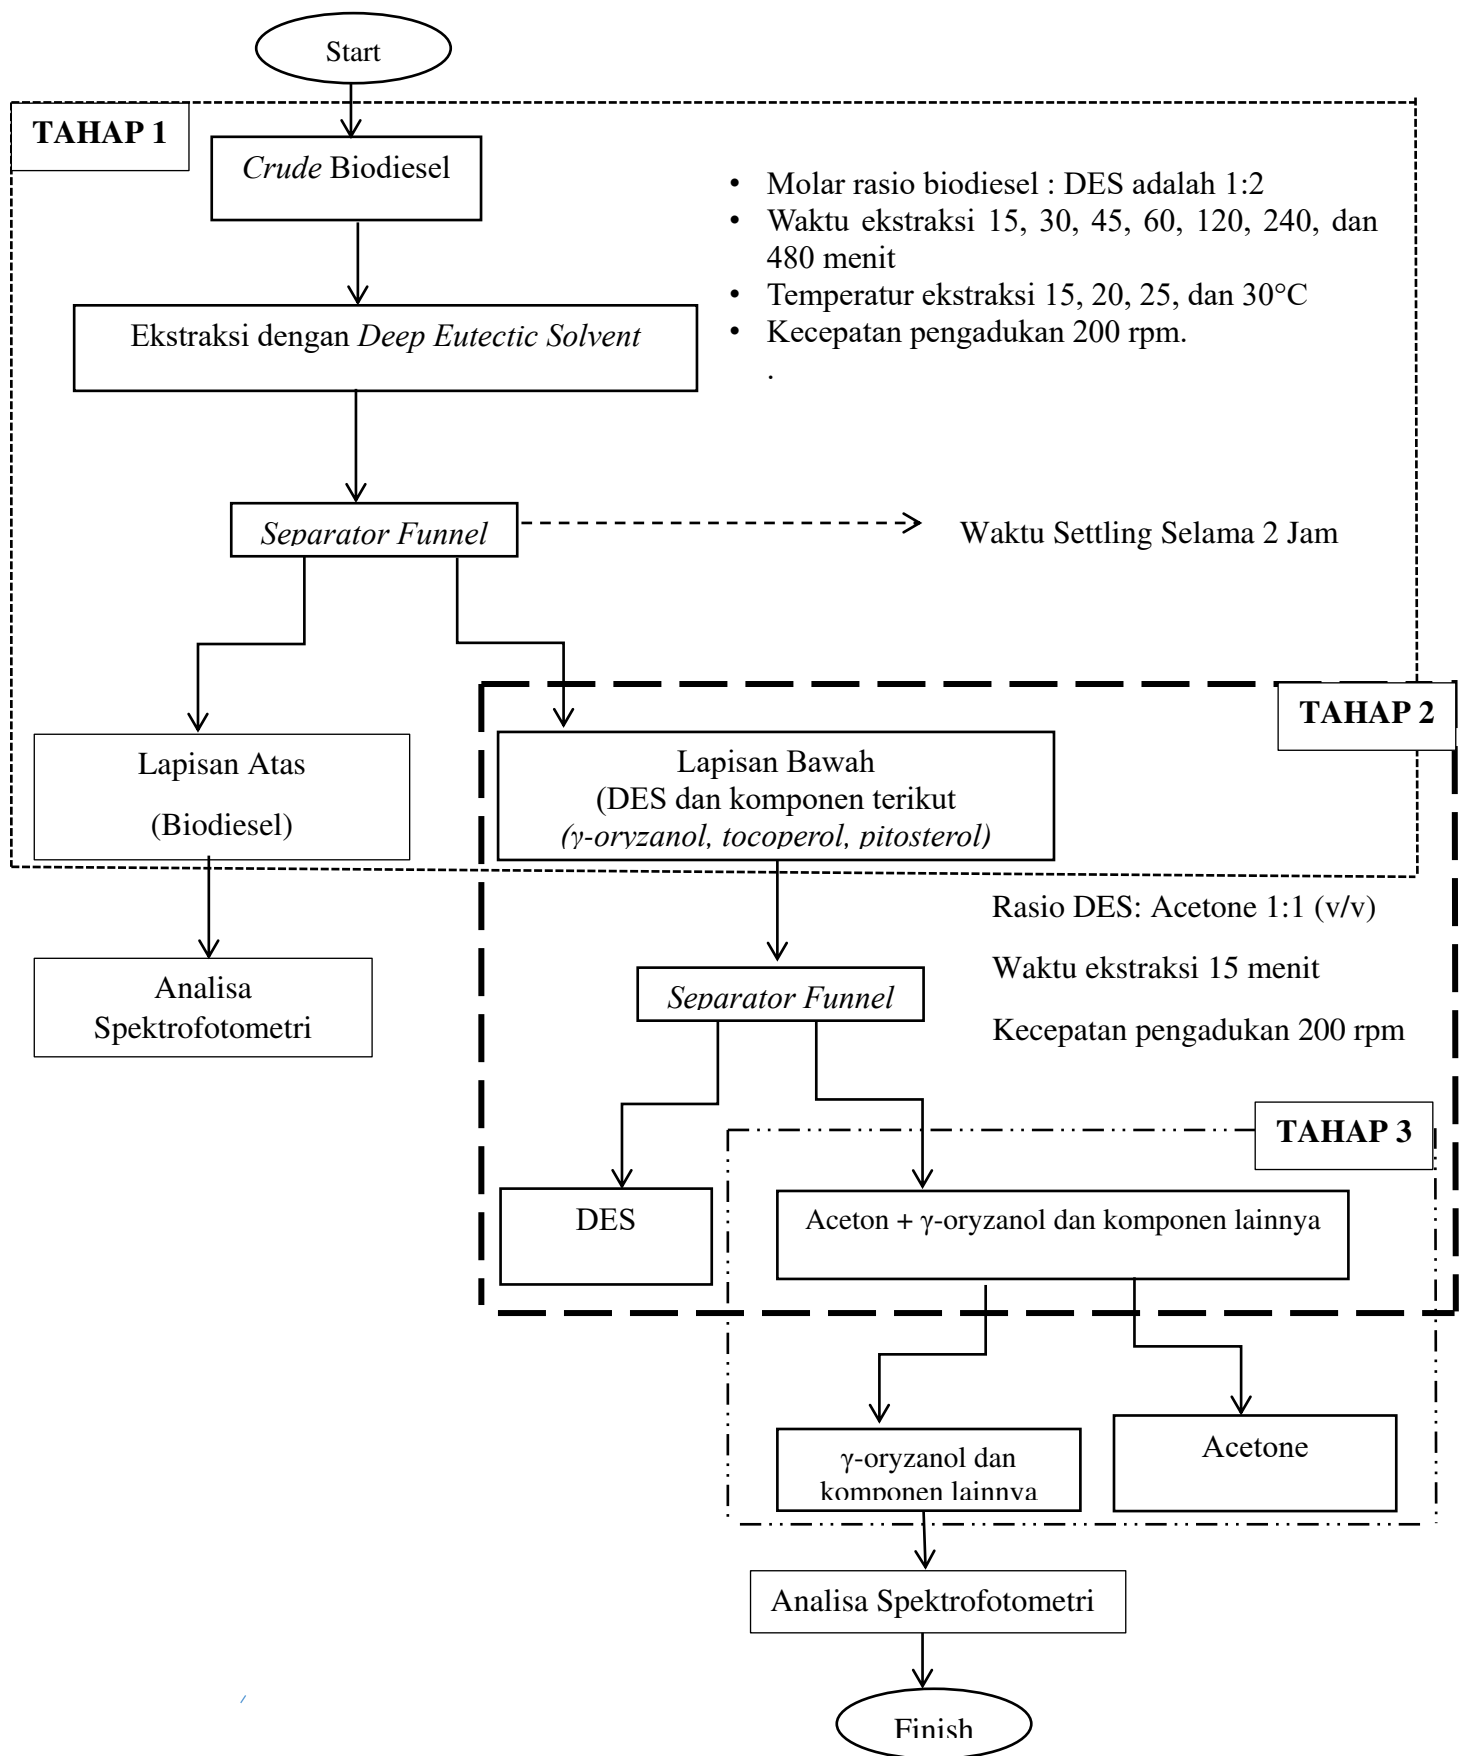 Start
TAHAP 1
Crude Biodiesel
• Molar rasio biodiesel : DES adalah 1:2
• Waktu ekstraksi 15, 30, 45, 60, 120, 240, dan
480 menit
• Temperatur ekstraksi 15, 20, 25, dan 30°C
• Kecepatan pengadukan 200 rpm.
.
Ekstraksi dengan Deep Eutectic Solvent
Separator Funnel
Waktu Settling Selama 2 Jam
TAHAP 2
Lapisan Atas
(Biodiesel)
Lapisan Bawah
(DES dan komponen terikut
(γ-oryzanol, tocoperol, pitosterol)
Analisa
Spektrofotometri
Rasio DES: Acetone 1:1 (v/v)
Waktu ekstraksi 15 menit
Kecepatan pengadukan 200 rpm
Separator Funnel
TAHAP 3
DES
Aceton + γ-oryzanol dan komponen lainnya
γ-oryzanol dan
komponen lainnya
Acetone
Analisa Spektrofotometri
Finish